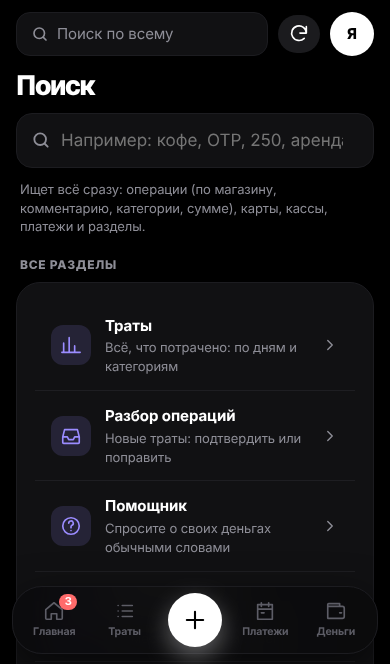 Поиск по всему
Я
Поиск
Например: кофе, OTP, 250, аренд
Ищет всё сразу: операции (по магазину,
комментарию, категории, сумме), карты, кассы,
платежи и разделы.
ВСЕ РАЗДЕЛЫ
Траты
Всё, что потрачено: по дням и
категориям
Разбор операций
Новые траты: подтвердить или
поправить
Помощник
Спросите о своих деньгах
обычными словами
3
Главная
Траты
Платежи
Деньги